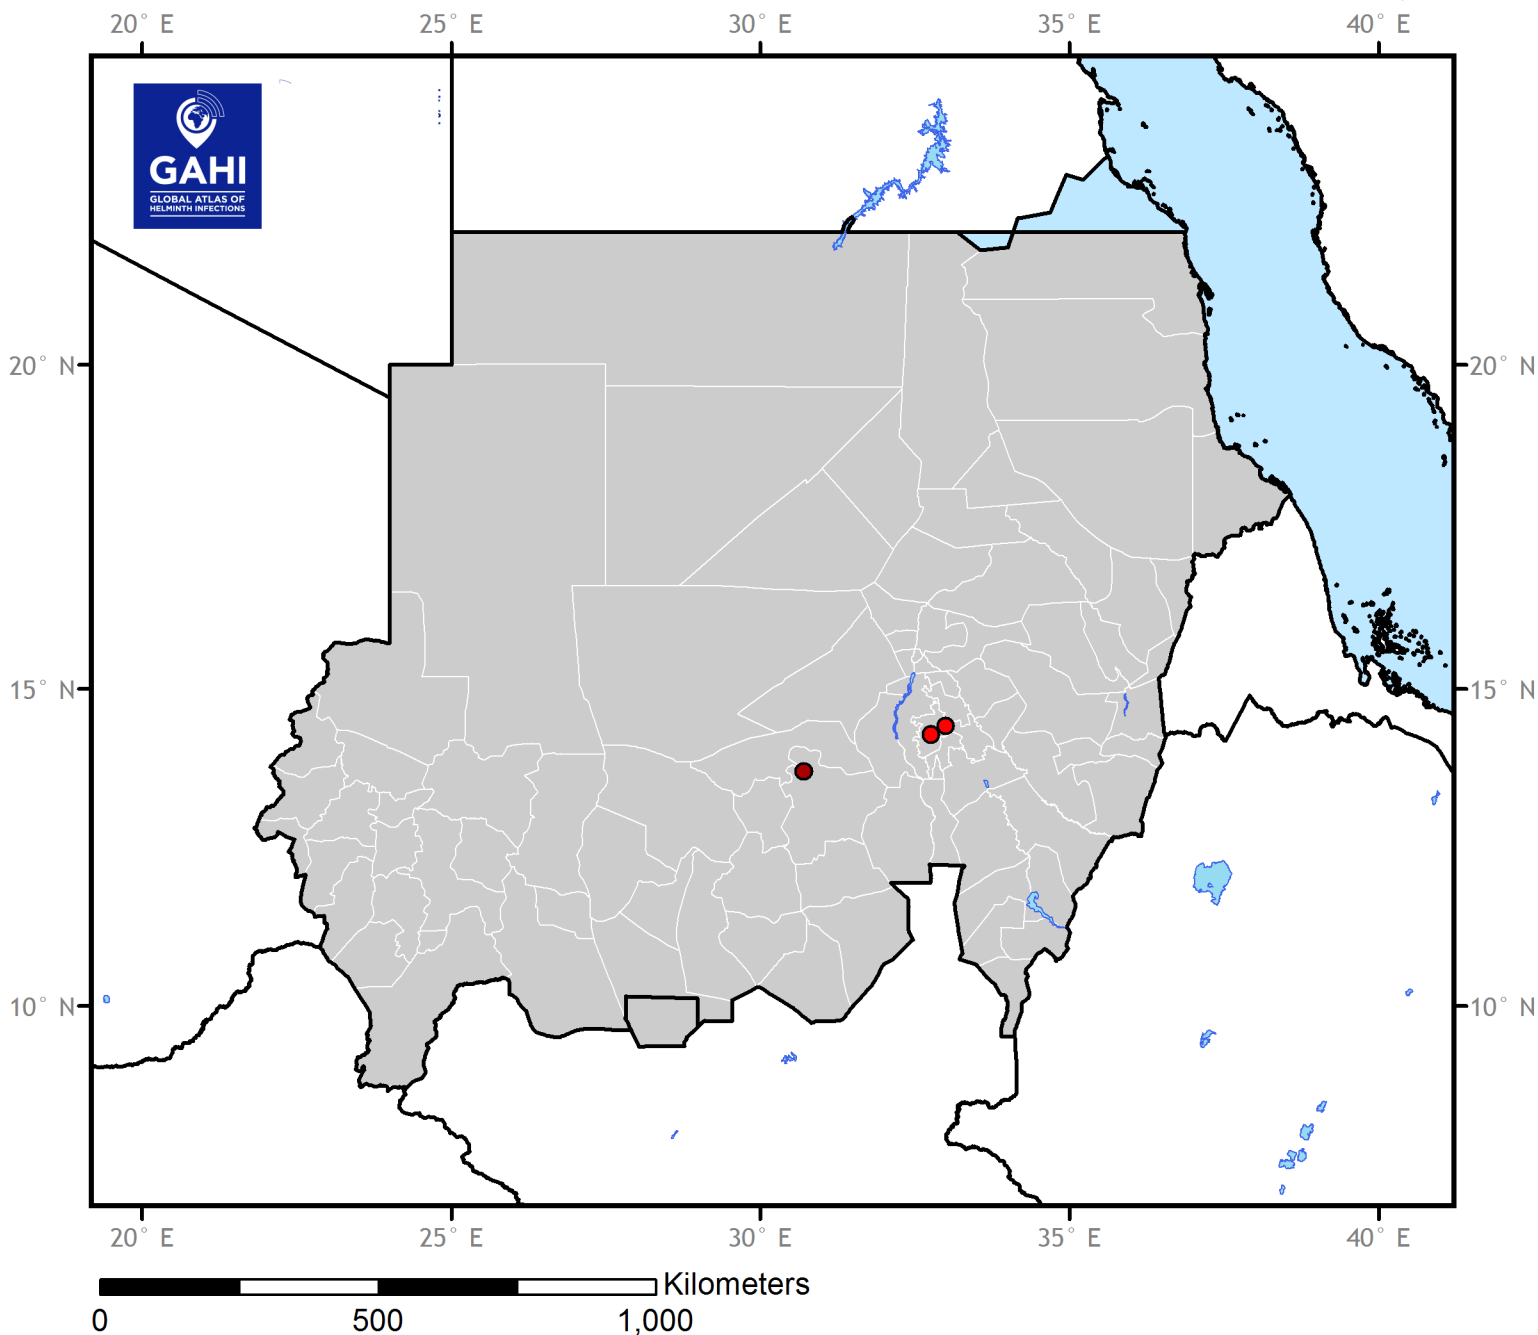 20° E 25° E 30° E 35° E 40° E
GAHI
GLOBAL ATLAS OF
HELMINTH INFECTIONS
20° N 20° N
15° N 15° N
10° N 10° N
20° E 25° E 30° E 35° E 40° E
Kilometers
0 500 1,000